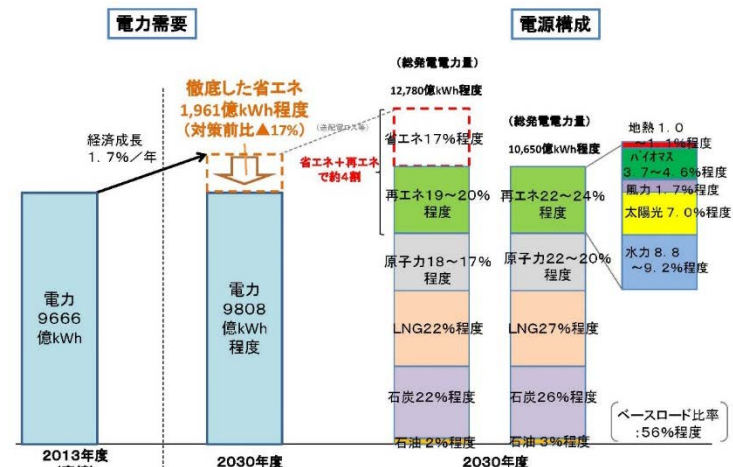 電力需要
電源構成
徹底した省エネ
1,961億kWh程度
(対策前比▲17%)
経済成長
1.7%/年
電力
9666
億kWh
電力
9808
億kWh
程度
2013年度
2030年度
(総発電電力量)
12,780億kWh程度
(送配電ロス等)
省エネ+再エネ
で約4割
省エネ17%程度
再エネ19~20%
程度
原子力18~17%
程度
LNG22%程度
石炭22%程度
石油 2%程度
(総発電電力量)
10,650億kWh程度
再エネ22~24%
程度
原子力22~20%
程度
LNG27%程度
石炭26%程度
石油 3%程度
2030年度
地熱 1.0
~1.1%程度
バイオマス
3.7~4.6%程度
風力 1.7%程度
太陽光 7.0%程度
水力 8.8
~9.2%程度
ベースロード比率
:56%程度